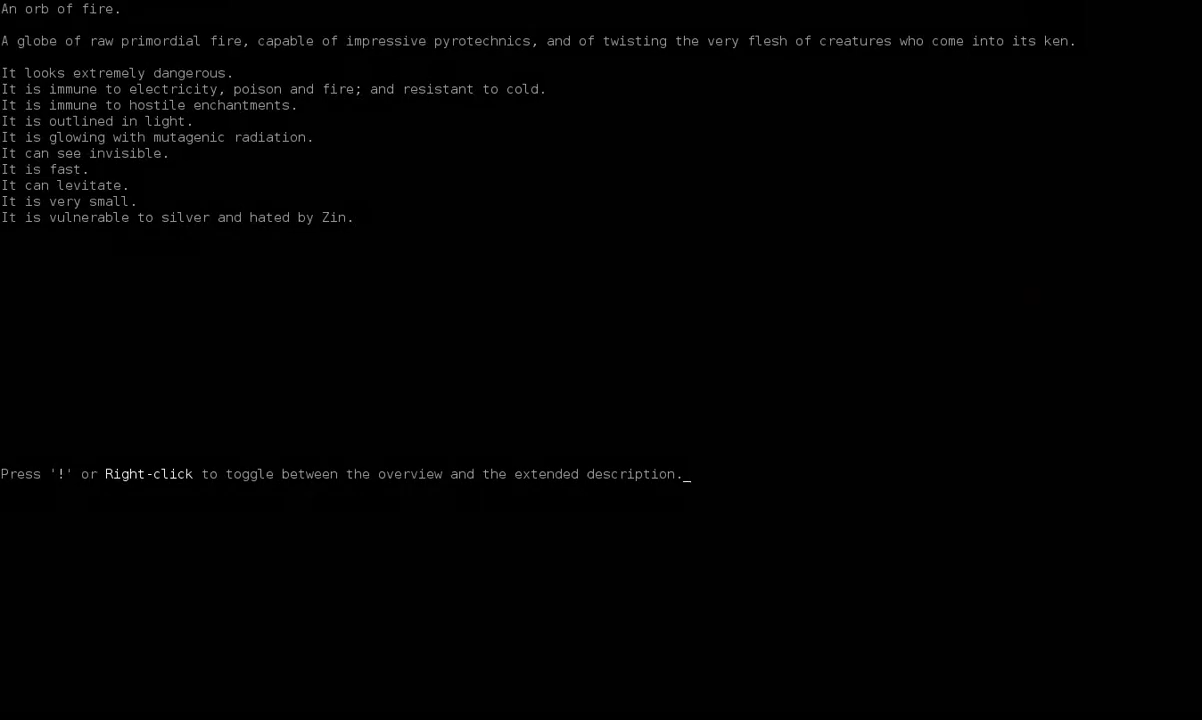 An orb of fire.
A globe of raw primordial fire, capable of impressive pyrotechnics, and of twisting the very flesh of creatures who come into its ken.
It looks extremely dangerous.
It is immune to electricity, poison and fire; and resistant to cold.
It is immune to hostile enchantments.
It is outlined in light.
It is glowing with mutagenic radiation.
It can see invisible.
It is fast.
It can levitate.
It is very small.
It is vulnerable to silver and hated by Zin.
Press '!' or Right-click to toggle between the overview and the extended description._